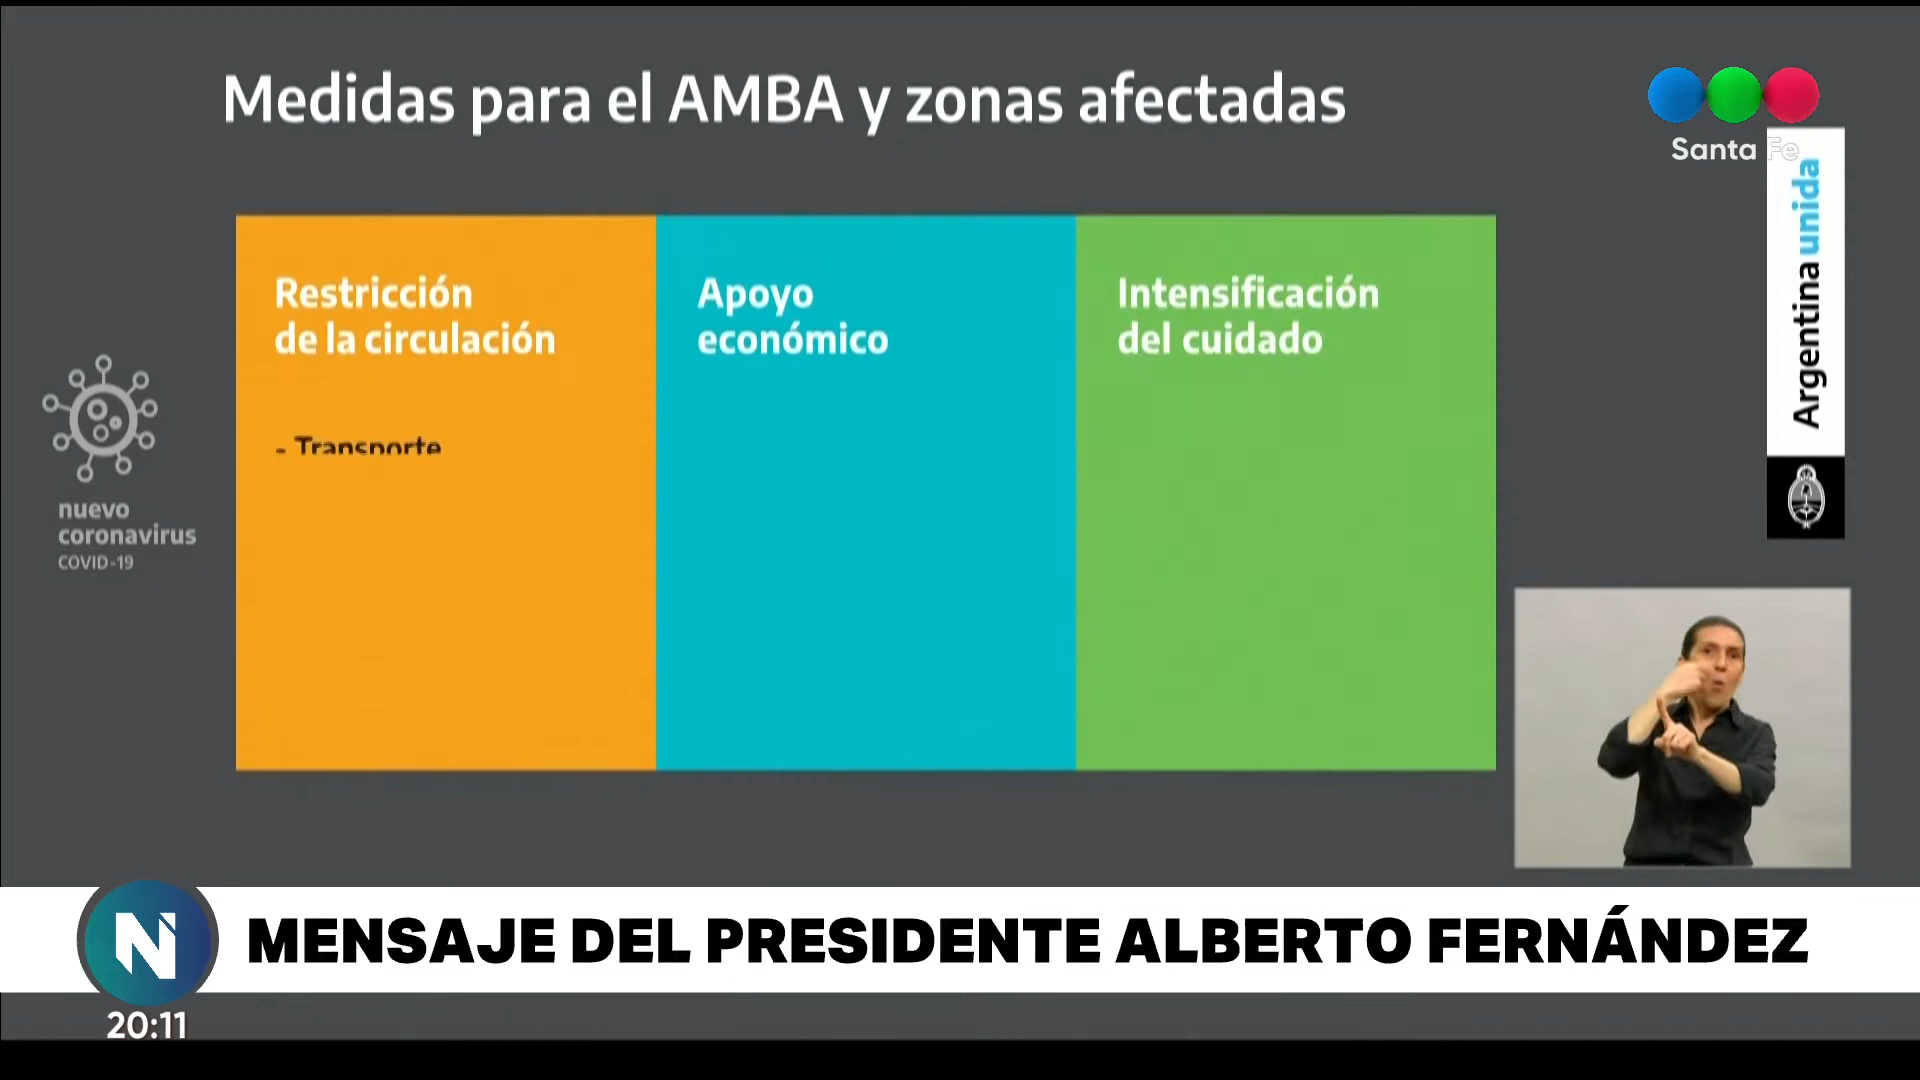 Medidas para el AMBA y zonas afectadas
Santa Fe
Argentina unida
Restricción
de la circulación
- Transporte
Apoyo
económico
Intensificación
del cuidado
nuevo
coronavirus
COVID-19
N
MENSAJE DEL PRESIDENTE ALBERTO FERNÁNDEZ
20:11